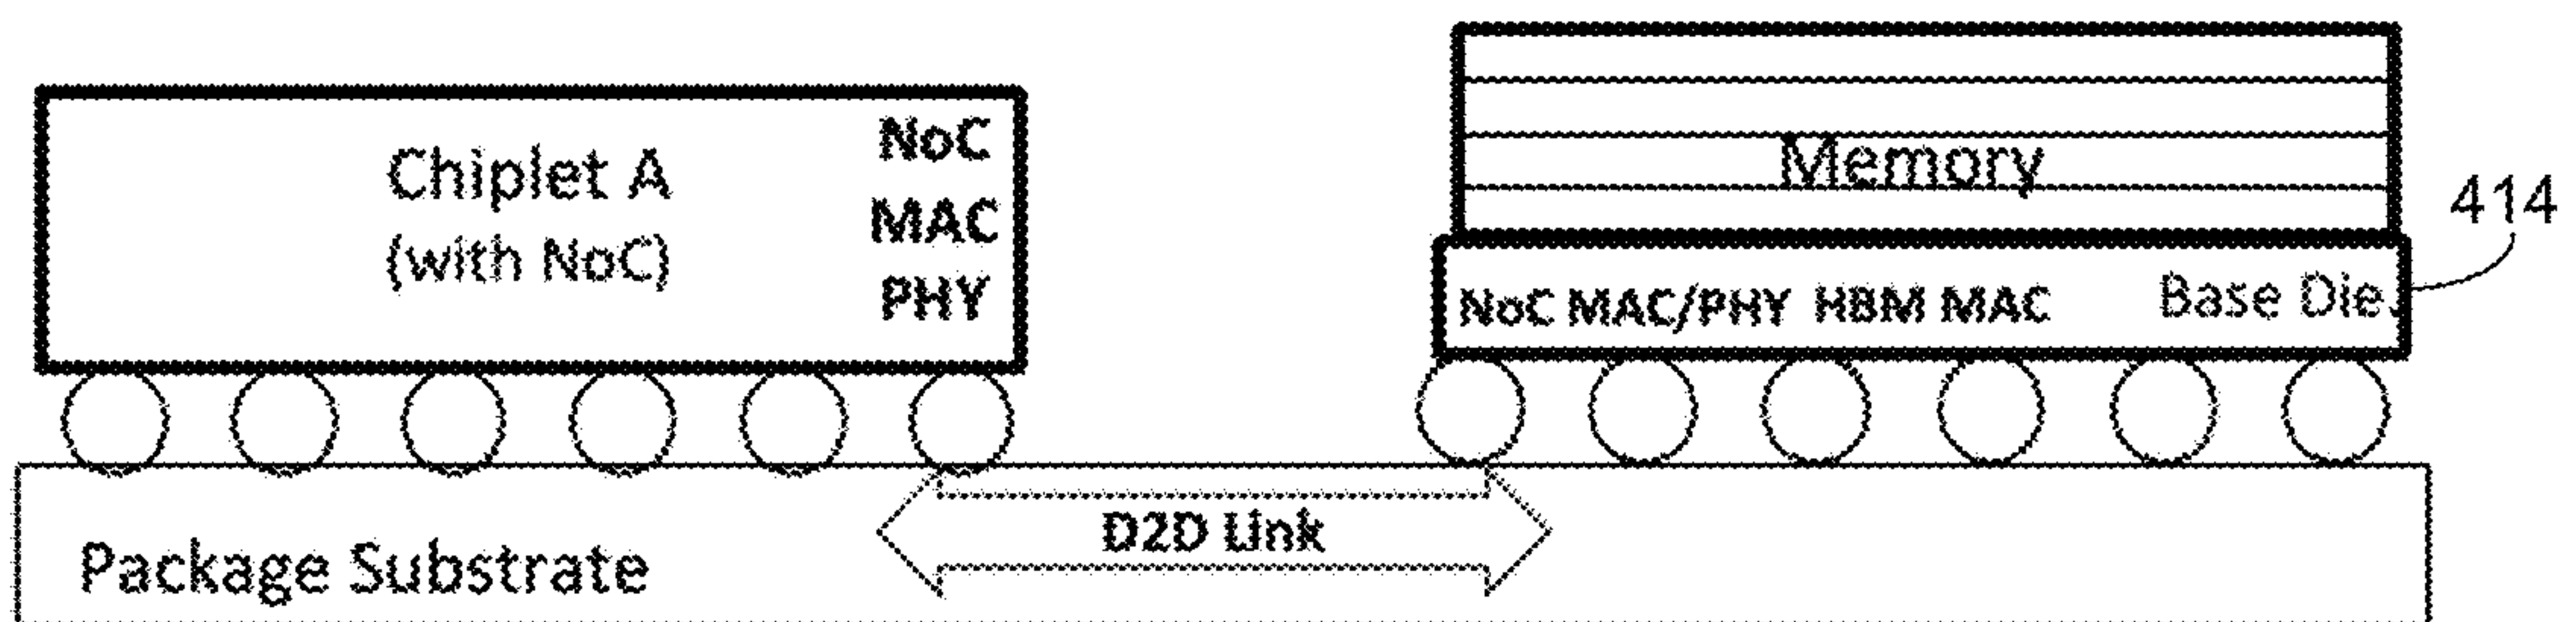 Chiplet A
(with NoC)
NoC
MAC
PHY
Memory
414
NoC MAC/PHY HBM MAC Base Die
D2D Link
Package Substrate